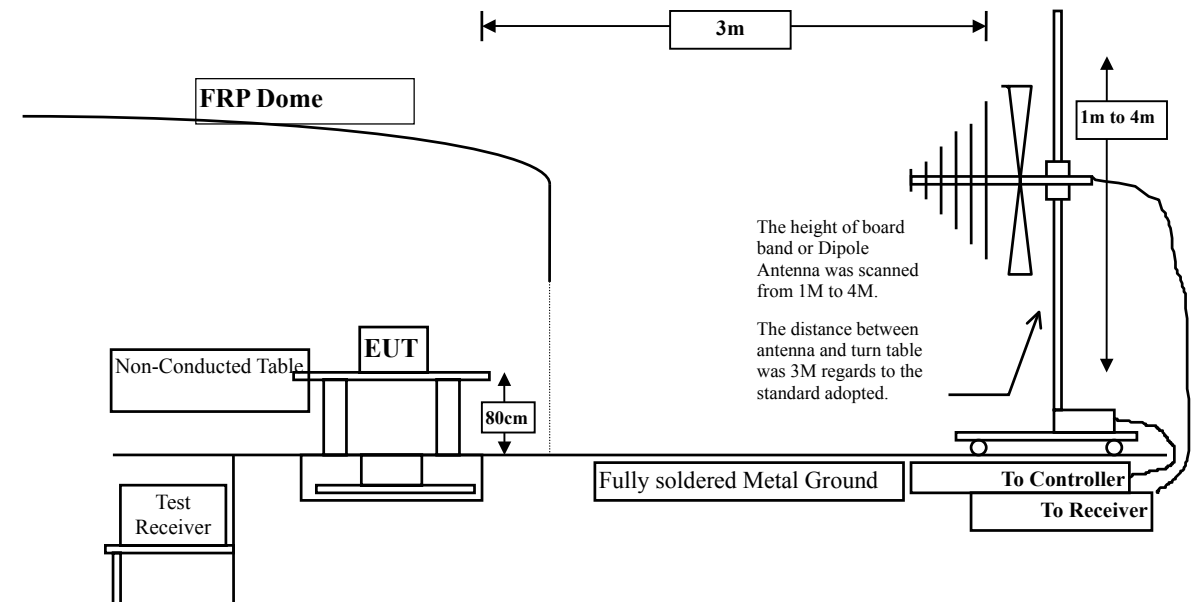 3m
FRP Dome
1m to 4m
The height of board
band or Dipole
Antenna was scanned
from 1M to 4M.
The distance between
antenna and turn table
was 3M regards to the
standard adopted.
EUT
Non-Conducted Table
80cm
Fully soldered Metal Ground
To Controller
To Receiver
Test
Receiver